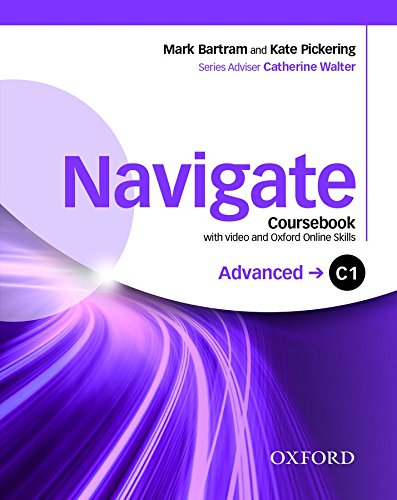 Mark Bartram and Kate Pickering
Series Adviser Catherine Walter
Navigate
Coursebook
with video and Oxford Online Skills
Advanced → C1
OXFORD